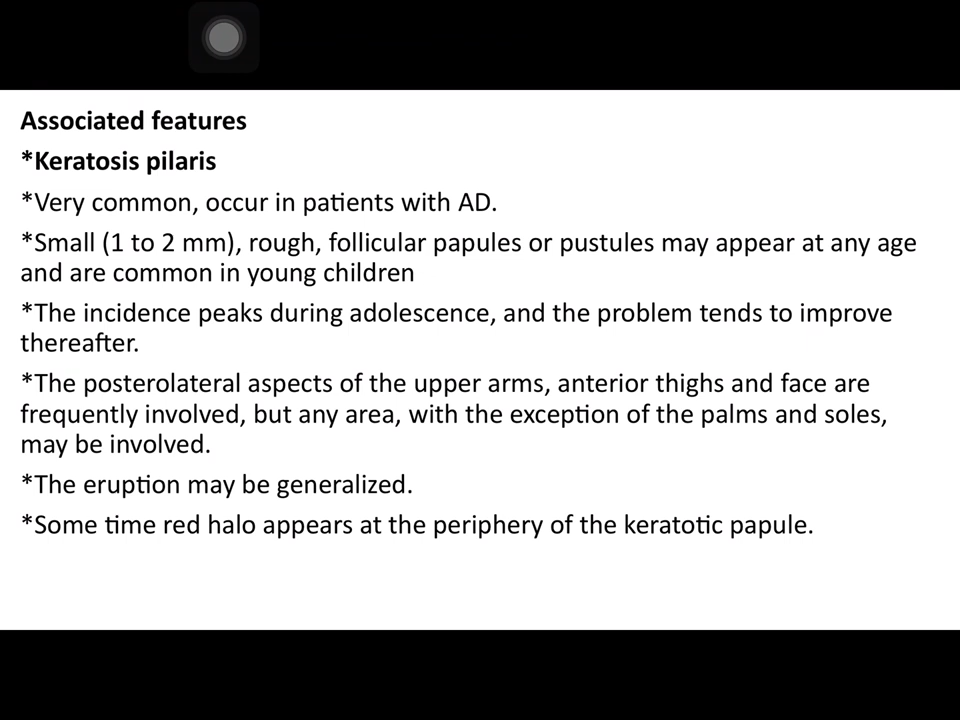 Associated features
*Keratosis pilaris
*Very common, occur in patients with AD.
*Small (1 to 2 mm), rough, follicular papules or pustules may appear at any age
and are common in young children
*The incidence peaks during adolescence, and the problem tends to improve
thereafter.
*The posterolateral aspects of the upper arms, anterior thighs and face are
frequently involved, but any area, with the exception of the palms and soles,
may be involved.
*The eruption may be generalized.
*Some time red halo appears at the periphery of the keratotic papule.